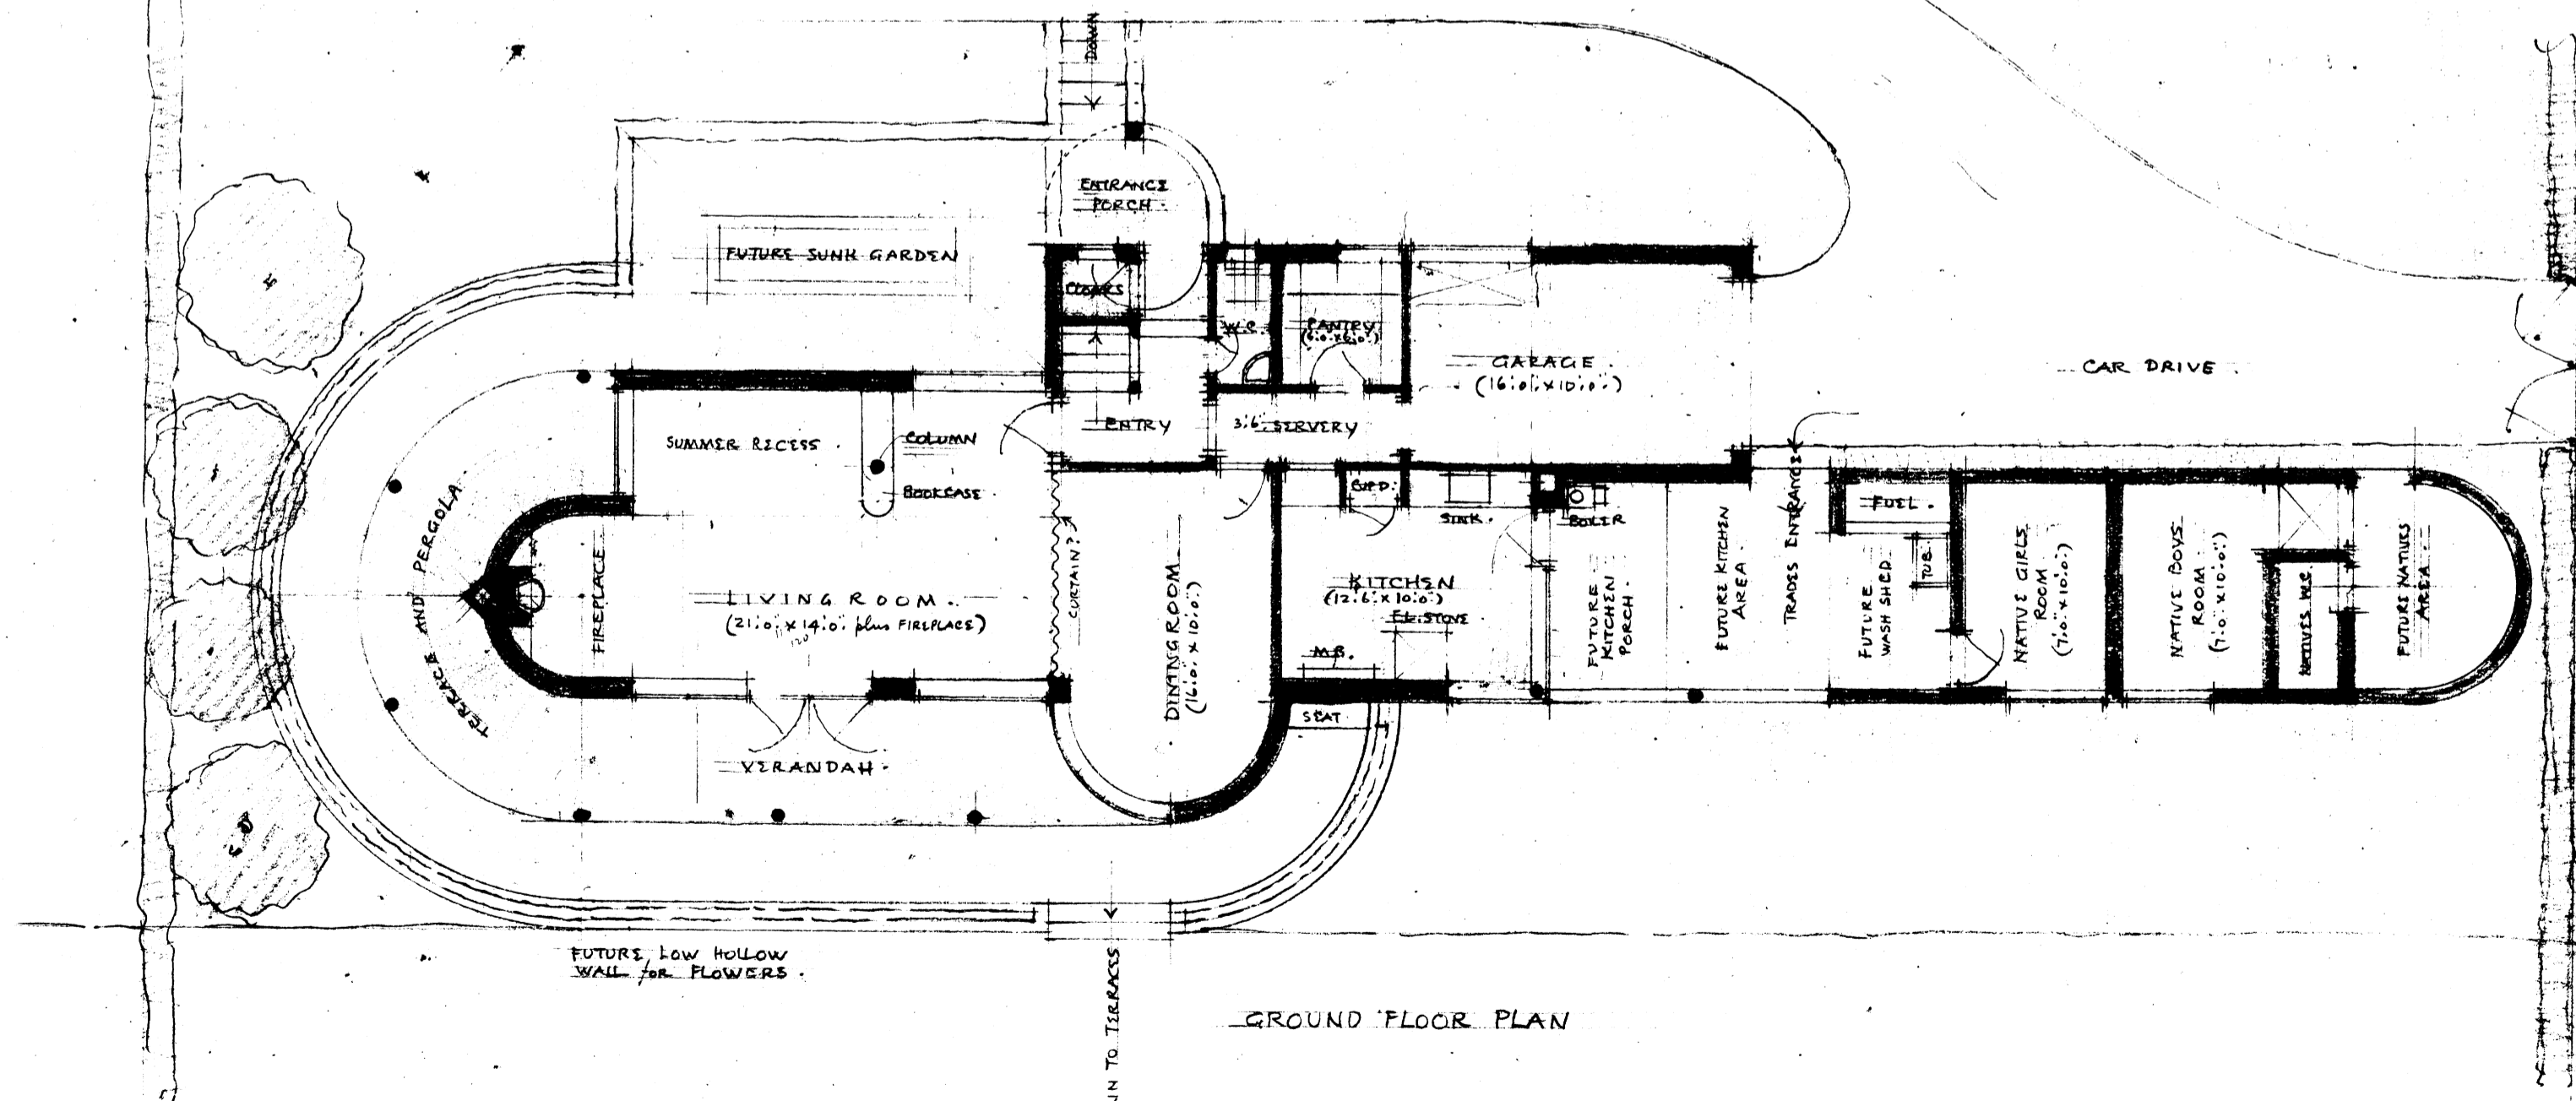 DOWN
ENTRANCE
PORCH.
FUTURE SUNK GARDEN
CLOAKS
W.C.
PANTRY
(6'.0" x 6'.0")
GARAGE.
(16'.0" x 10'.0")
CAR DRIVE.
SUMMER RECESS.
COLUMN
BOOKCASE.
ENTRY
3'.6" SERVERY
CUPD.
SINK.
BOILER
FUEL.
TUB.
TERRACE AND PERGOLA
FIREPLACE
LIVING ROOM.
(21'.0" x 14'.0" plus FIREPLACE)
CURTAIN?
DINING ROOM.
(16'.0" x 10'.0")
KITCHEN
(12'.6" x 10'.0")
EL. STOVE
M.B.
SEAT
FUTURE
KITCHEN
PORCH.
FUTURE KITCHEN
AREA.
TRADES ENTRANCE
FUTURE
WASH SHED.
NATIVE GIRLS
ROOM.
(7'.0" x 10'.0")
NATIVE BOYS
ROOM.
(7'.0" x 10'.0")
NATIVES W.C.
FUTURE NATIVES
AREA.
VERANDAH.
FUTURE LOW HOLLOW
WALL for FLOWERS.
TO TERRACES
GROUND FLOOR PLAN